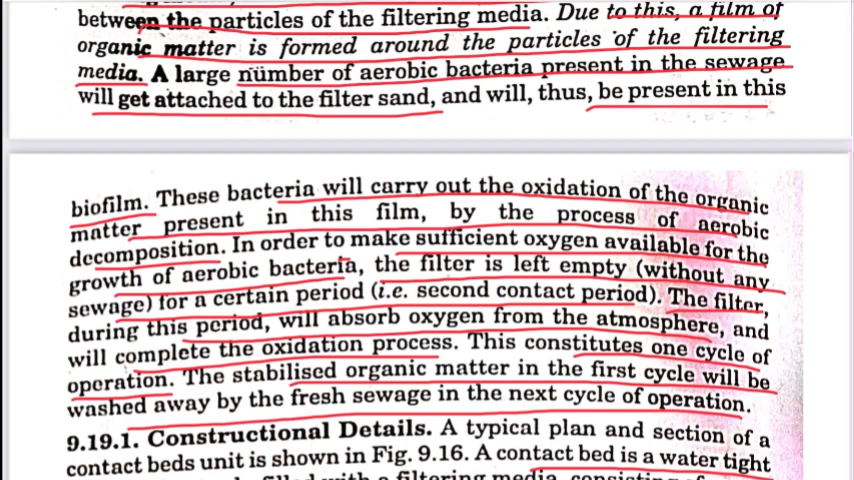 between the particles of the filtering media. Due to this, a film of
organic matter is formed around the particles of the filtering
media. A large number of aerobic bacteria present in the sewage
will get attached to the filter sand, and will, thus, be present in this
biofilm. These bacteria will carry out the oxidation of the organic
matter present in this film, by the process of aerobic
decomposition. In order to make sufficient oxygen available for the
growth of aerobic bacteria, the filter is left empty (without any
sewage) for a certain period (i.e. second contact period). The filter,
during this period, will absorb oxygen from the atmosphere, and
will complete the oxidation process. This constitutes one cycle of
operation. The stabilised organic matter in the first cycle will be
washed away by the fresh sewage in the next cycle of operation.
9.19.1. Constructional Details. A typical plan and section of a
contact beds unit is shown in Fig. 9.16. A contact bed is a water tight
filled with a filtering media, consisting of